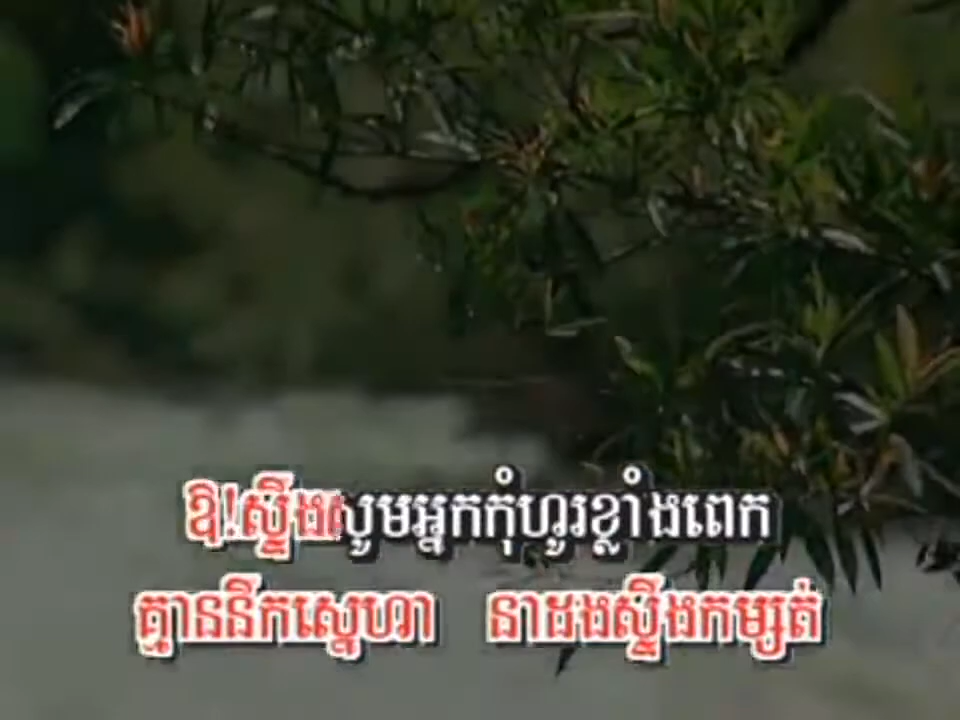 ឱ!ស្ទឹងសូមអ្នកកុំហូរខ្លាំងពេក
គ្មាននឹកស្នេហា នាដងស្ទឹងកម្សត់